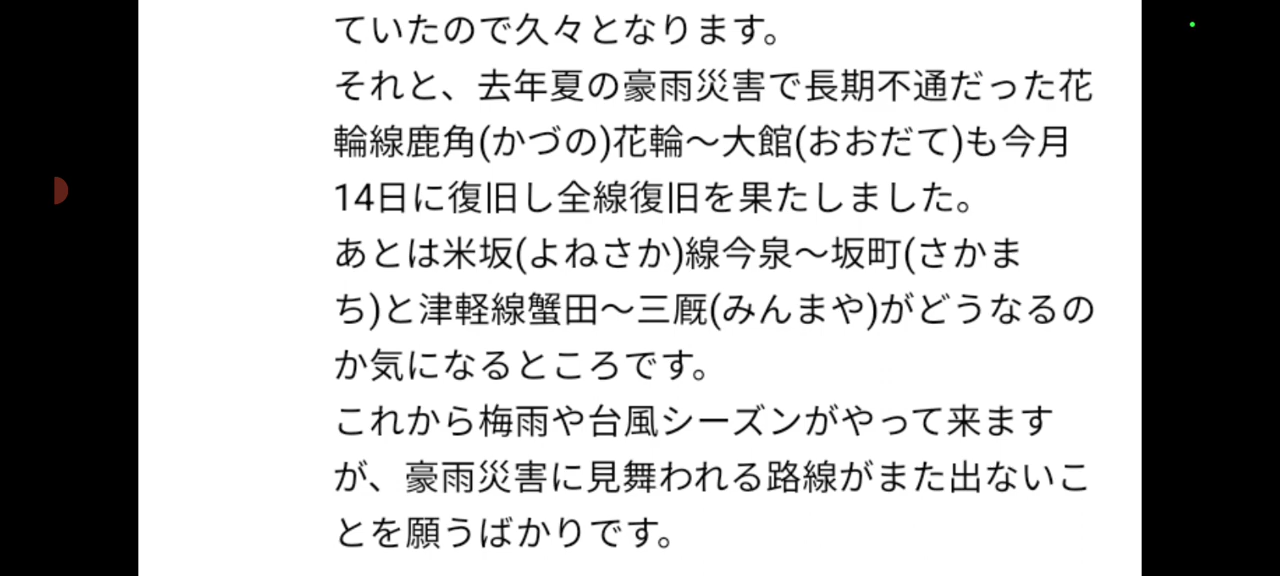 ていたので久々となります。
それと、去年夏の豪雨災害で長期不通だった花
輪線鹿角(かづの)花輪〜大館(おおだて)も今月
14日に復旧し全線復旧を果たしました。
あとは米坂(よねさか)線今泉〜坂町(さかま
ち)と津軽線蟹田〜三厩(みんまや)がどうなるの
か気になるところです。
これから梅雨や台風シーズンがやって来ます
が、豪雨災害に見舞われる路線がまた出ないこ
とを願うばかりです。